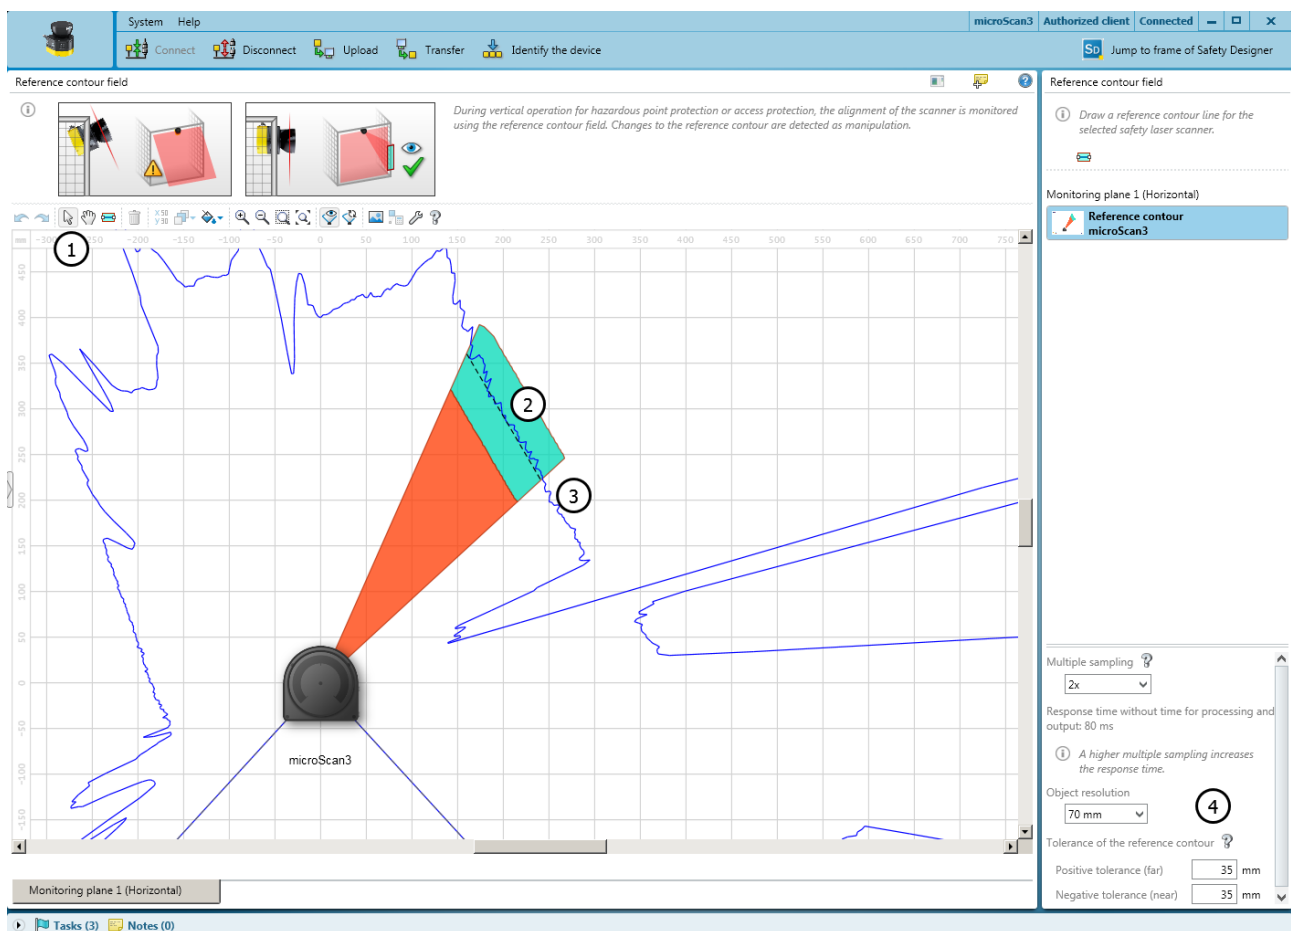 System Help
microScan3 Authorized client Connected
Connect Disconnect Upload Transfer Identify the device
SD Jump to frame of Safety Designer
Reference contour field
During vertical operation for hazardous point protection or access protection, the alignment of the scanner is monitored
using the reference contour field. Changes to the reference contour are detected as manipulation.
mm -300 -250 -200 -150 -100 -50 0 50 100 150 200 250 300 350 400 450 500 550 600 650 700 750
1
450
400
350
300
250
200
150
100
50
0
-50
-100
-150
2
3
microScan3
Monitoring plane 1 (Horizontal)
Tasks (3) Notes (0)
Reference contour field
Draw a reference contour line for the
selected safety laser scanner.
Monitoring plane 1 (Horizontal)
Reference contour
microScan3
Multiple sampling
2x
Response time without time for processing and
output: 80 ms
A higher multiple sampling increases
the response time.
Object resolution
70 mm
4
Tolerance of the reference contour
Positive tolerance (far) 35 mm
Negative tolerance (near) 35 mm